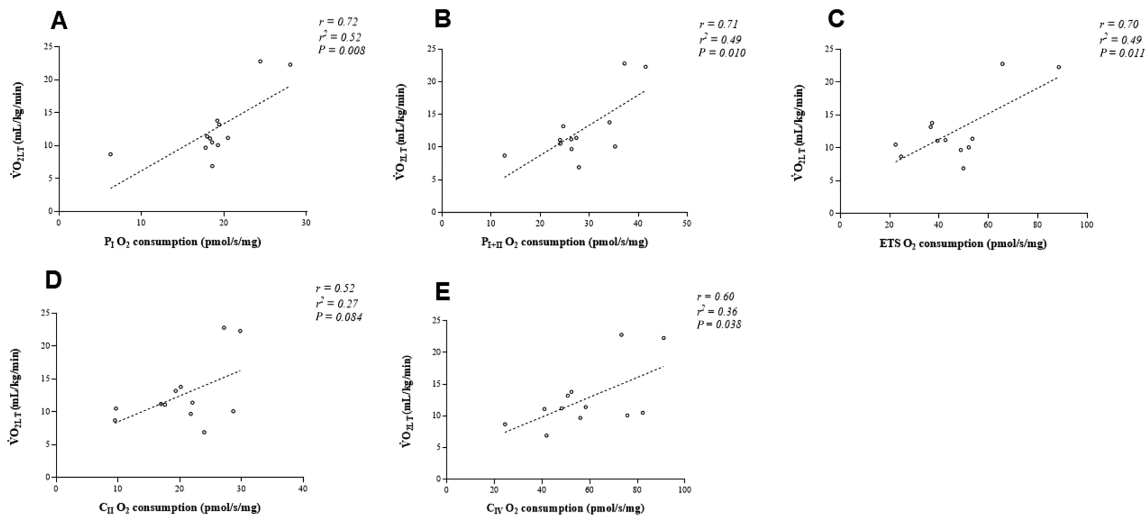 A
r = 0.72
r² = 0.52
P = 0.008
25
20
15
10
5
0
V̇O₂LT (mL/kg/min)
0 10 20 30
P_I O₂ consumption (pmol/s/mg)
B
r = 0.71
r² = 0.49
P = 0.010
25
20
15
10
5
0
V̇O₂LT (mL/kg/min)
0 10 20 30 40 50
P_I+II O₂ consumption (pmol/s/mg)
C
r = 0.70
r² = 0.49
P = 0.011
25
20
15
10
5
0
V̇O₂LT (mL/kg/min)
0 20 40 60 80 100
ETS O₂ consumption (pmol/s/mg)
D
r = 0.52
r² = 0.27
P = 0.084
25
20
15
10
5
0
V̇O₂LT (mL/kg/min)
0 10 20 30 40
C_II O₂ consumption (pmol/s/mg)
E
r = 0.60
r² = 0.36
P = 0.038
25
20
15
10
5
0
V̇O₂LT (mL/kg/min)
0 20 40 60 80 100
C_IV O₂ consumption (pmol/s/mg)